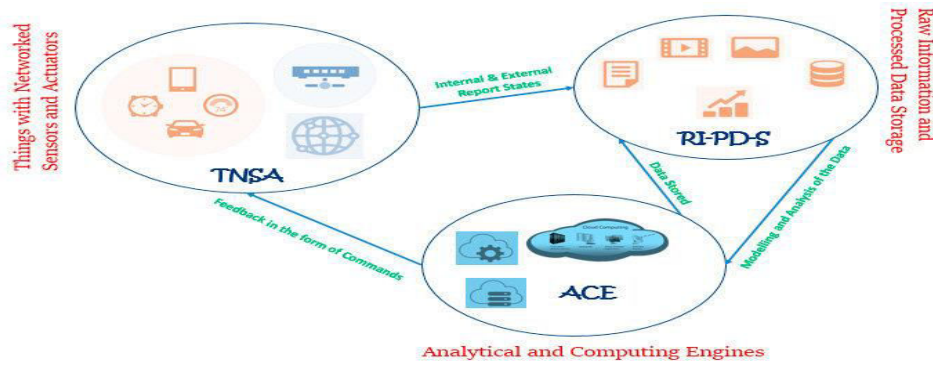 Things with Networked
Sensors and Actuators
TNSA
Internal & External
Report States
RI-PD-S
Raw Information and
Processed Data Storage
Data Stored
Modelling and Analysis of the Data
Feedback in the form of Commands
Cloud Computing
ACE
Analytical and Computing Engines